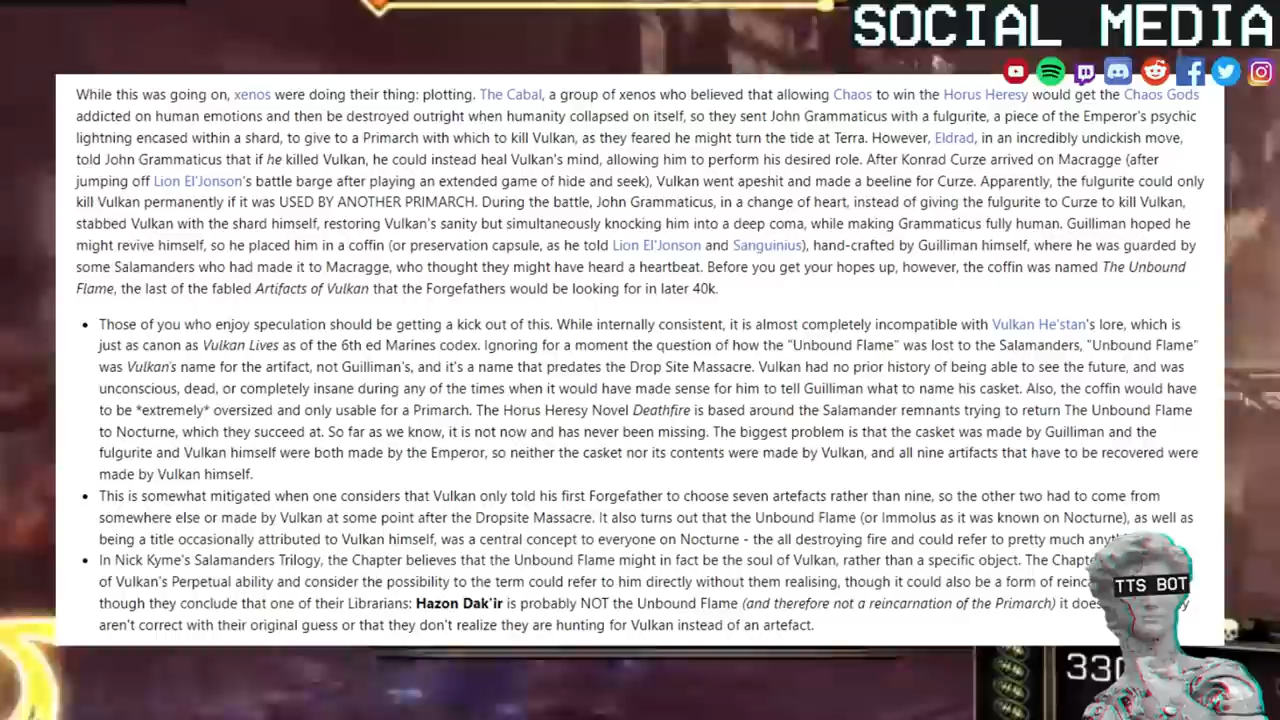 SOCIAL MEDIA
While this was going on, xenos were doing their thing: plotting. The Cabal, a group of xenos who believed that allowing Chaos to win the Horus Heresy would get the Chaos Gods
addicted on human emotions and then be destroyed outright when humanity collapsed on itself, so they sent John Grammaticus with a fulgurite, a piece of the Emperor's psychic
lightning encased within a shard, to give to a Primarch with which to kill Vulkan, as they feared he might turn the tide at Terra. However, Eldrad, in an incredibly undickish move,
told John Grammaticus that if he killed Vulkan, he could instead heal Vulkan's mind, allowing him to perform his desired role. After Konrad Curze arrived on Macragge (after
jumping off Lion El'Jonson's battle barge after playing an extended game of hide and seek), Vulkan went apeshit and made a beeline for Curze. Apparently, the fulgurite could only
kill Vulkan permanently if it was USED BY ANOTHER PRIMARCH. During the battle, John Grammaticus, in a change of heart, instead of giving the fulgurite to Curze to kill Vulkan,
stabbed Vulkan with the shard himself, restoring Vulkan's sanity but simultaneously knocking him into a deep coma, while making Grammaticus fully human. Guilliman hoped he
might revive himself, so he placed him in a coffin (or preservation capsule, as he told Lion El'Jonson and Sanguinius), hand-crafted by Guilliman himself, where he was guarded by
some Salamanders who had made it to Macragge, who thought they might have heard a heartbeat. Before you get your hopes up, however, the coffin was named The Unbound
Flame, the last of the fabled Artifacts of Vulkan that the Forgefathers would be looking for in later 40k.
• Those of you who enjoy speculation should be getting a kick out of this. While internally consistent, it is almost completely incompatible with Vulkan He'stan's lore, which is
just as canon as Vulkan Lives as of the 6th ed Marines codex. Ignoring for a moment the question of how the "Unbound Flame" was lost to the Salamanders, "Unbound Flame"
was Vulkan's name for the artifact, not Guilliman's, and it's a name that predates the Drop Site Massacre. Vulkan had no prior history of being able to see the future, and was
unconscious, dead, or completely insane during any of the times when it would have made sense for him to tell Guilliman what to name his casket. Also, the coffin would have
to be *extremely* oversized and only usable for a Primarch. The Horus Heresy Novel Deathfire is based around the Salamander remnants trying to return The Unbound Flame
to Nocturne, which they succeed at. So far as we know, it is not now and has never been missing. The biggest problem is that the casket was made by Guilliman and the
fulgurite and Vulkan himself were both made by the Emperor, so neither the casket nor its contents were made by Vulkan, and all nine artifacts that have to be recovered were
made by Vulkan himself.
• This is somewhat mitigated when one considers that Vulkan only told his first Forgefather to choose seven artefacts rather than nine, so the other two had to come from
somewhere else or made by Vulkan at some point after the Dropsite Massacre. It also turns out that the Unbound Flame (or Immolus as it was known on Nocturne), as well as
being a title occasionally attributed to Vulkan himself, was a central concept to everyone on Nocturne - the all destroying fire and could refer to pretty much
• In Nick Kyme's Salamanders Trilogy, the Chapter believes that the Unbound Flame might in fact be the soul of Vulkan, rather than a specific object. The
of Vulkan's Perpetual ability and consider the possibility to the term could refer to him directly without them realising, though it could also be a form of
though they conclude that one of their Librarians: Hazon Dak'ir is probably NOT the Unbound Flame (and therefore not a reincarnation of the Primarch) it
aren't correct with their original guess or that they don't realize they are hunting for Vulkan instead of an artefact.
TTS BOT